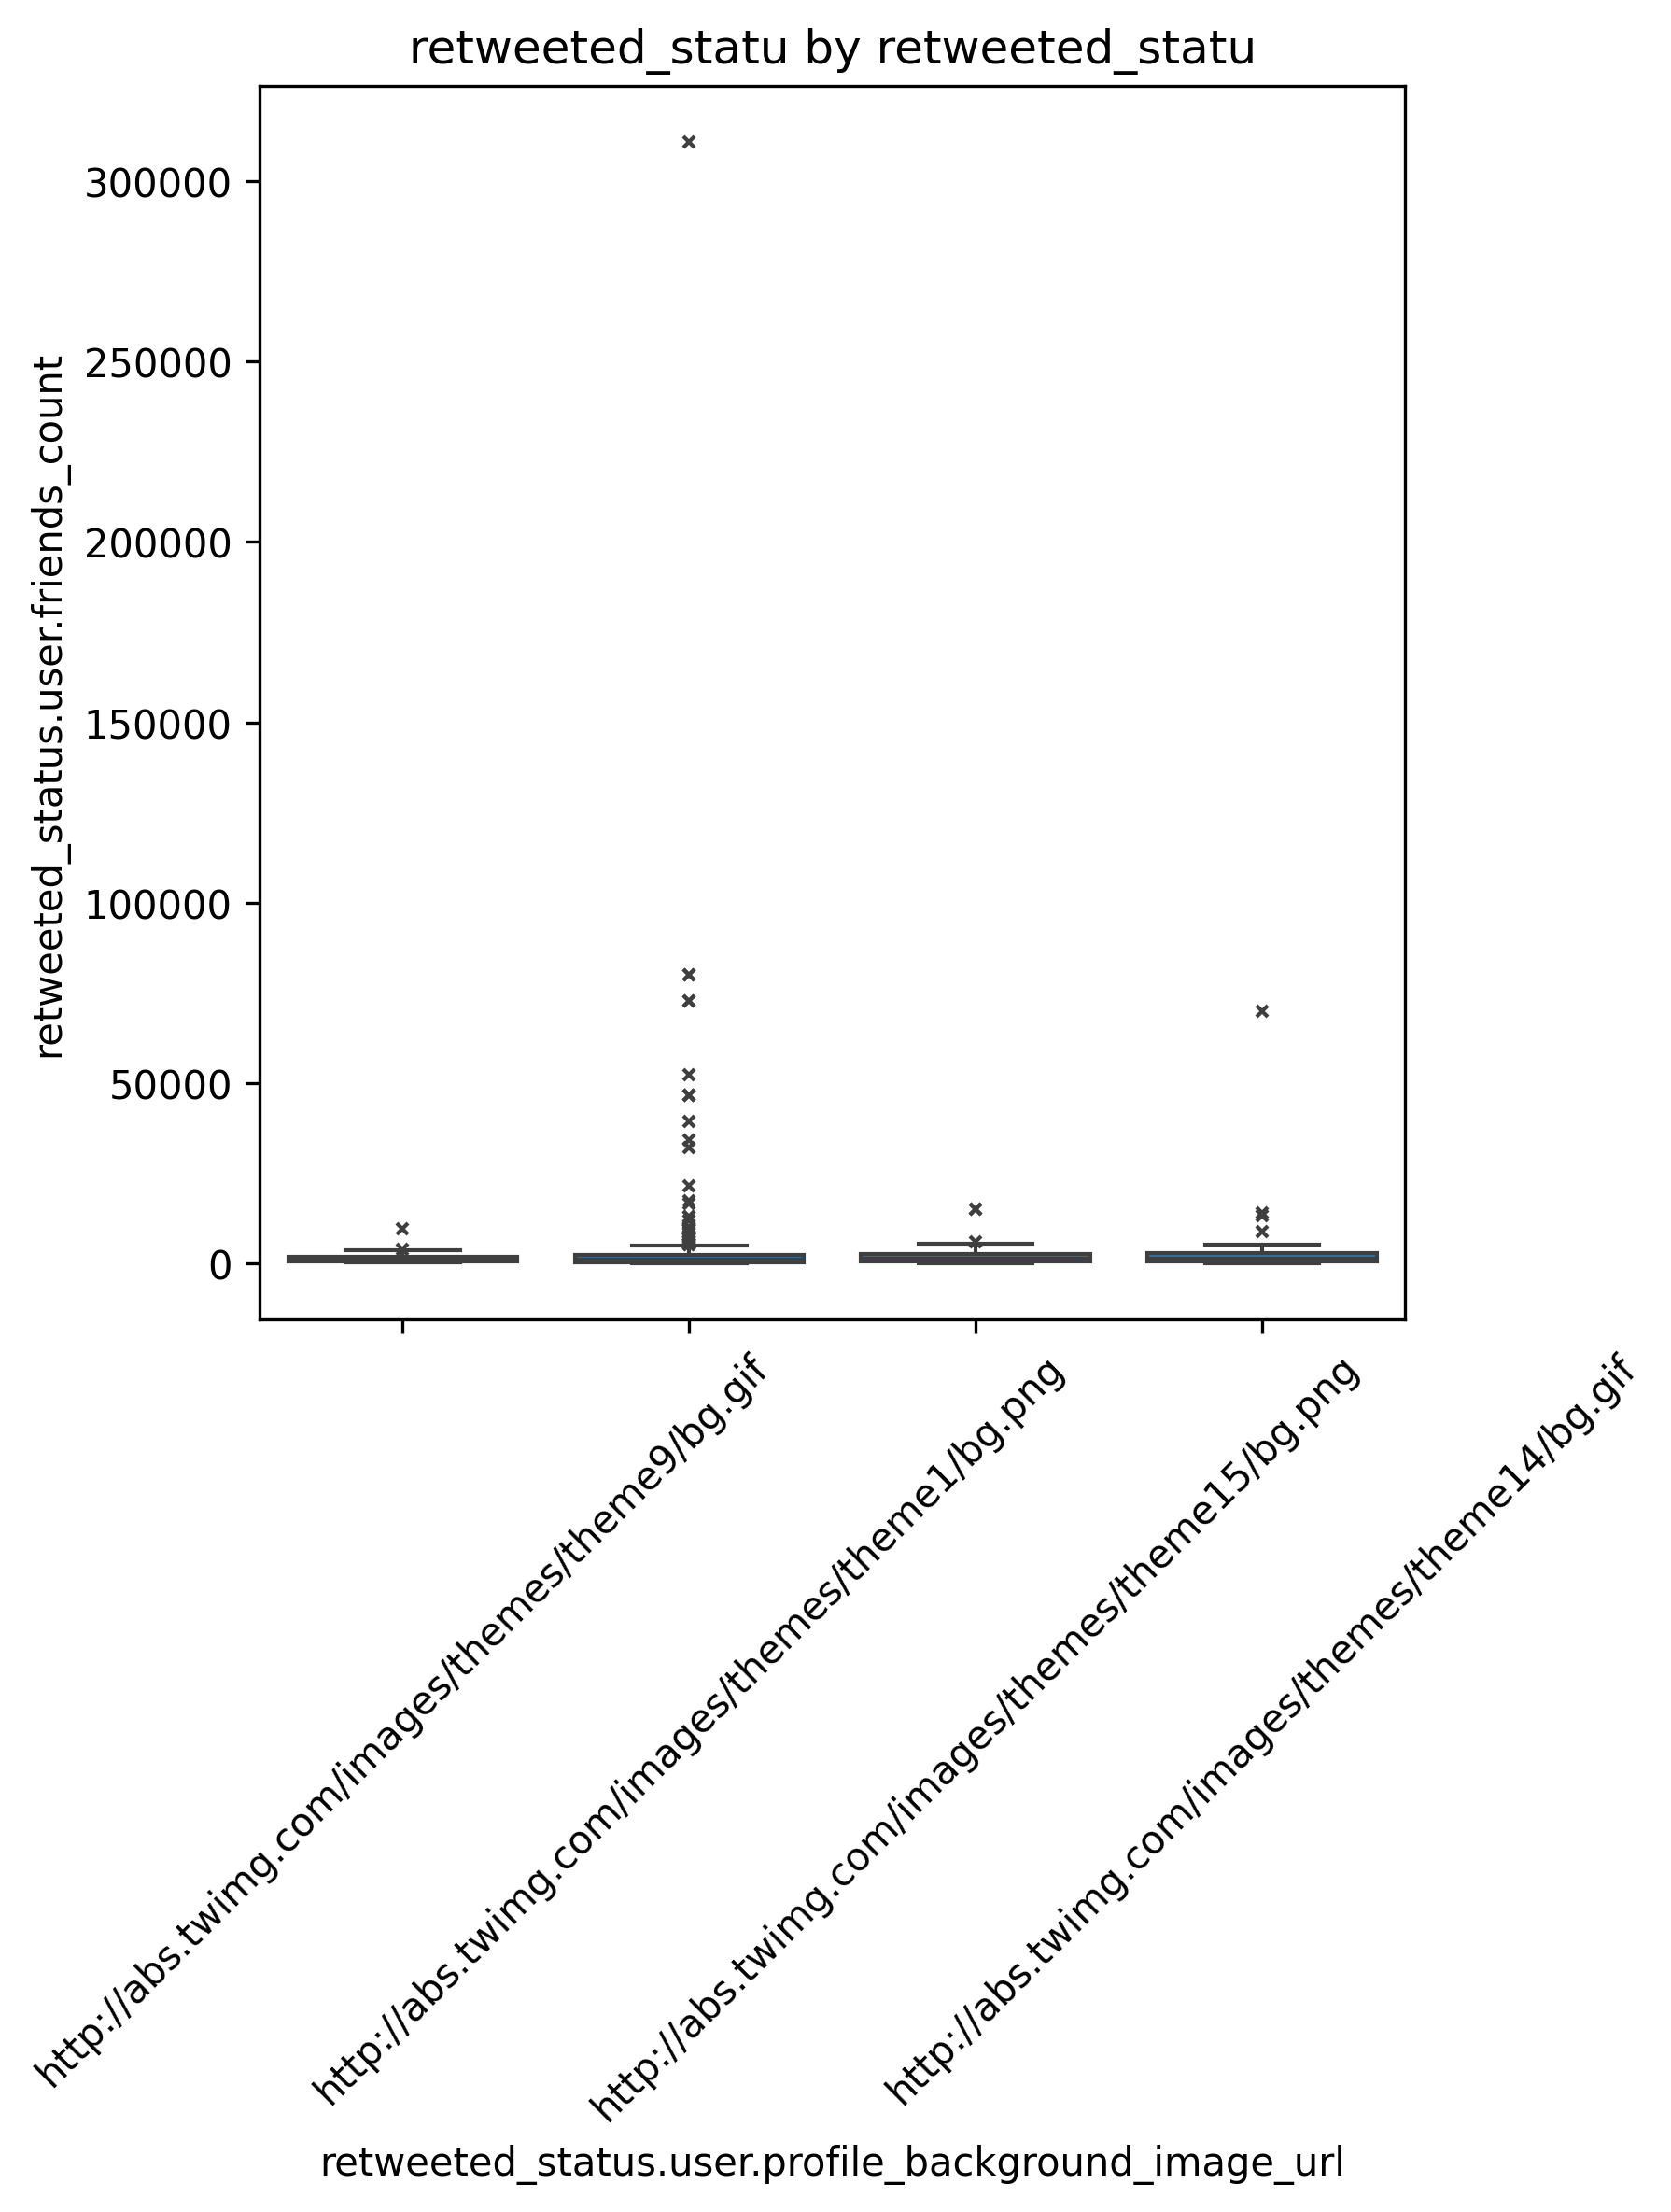 retweeted_statu by retweeted_statu
retweeted_status.user.friends_count
300000
250000
200000
150000
100000
50000
0
http://abs.twimg.com/images/themes/theme9/bg.gif
http://abs.twimg.com/images/themes/theme1/bg.png
http://abs.twimg.com/images/themes/theme15/bg.png
http://abs.twimg.com/images/themes/theme14/bg.gif
retweeted_status.user.profile_background_image_url